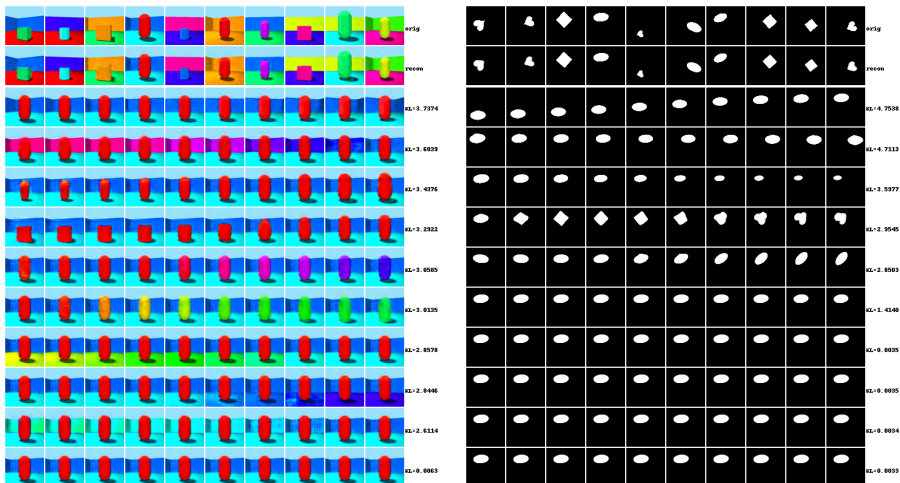 orig
recon
KL=3.7374
KL=3.6039
KL=3.4376
KL=3.2922
KL=3.0585
KL=3.0135
KL=2.8570
KL=2.8446
KL=2.6114
KL=0.0063
orig
recon
KL=4.7538
KL=4.7113
KL=3.5977
KL=2.9545
KL=2.8503
KL=1.4140
KL=0.0035
KL=0.0035
KL=0.0034
KL=0.0033